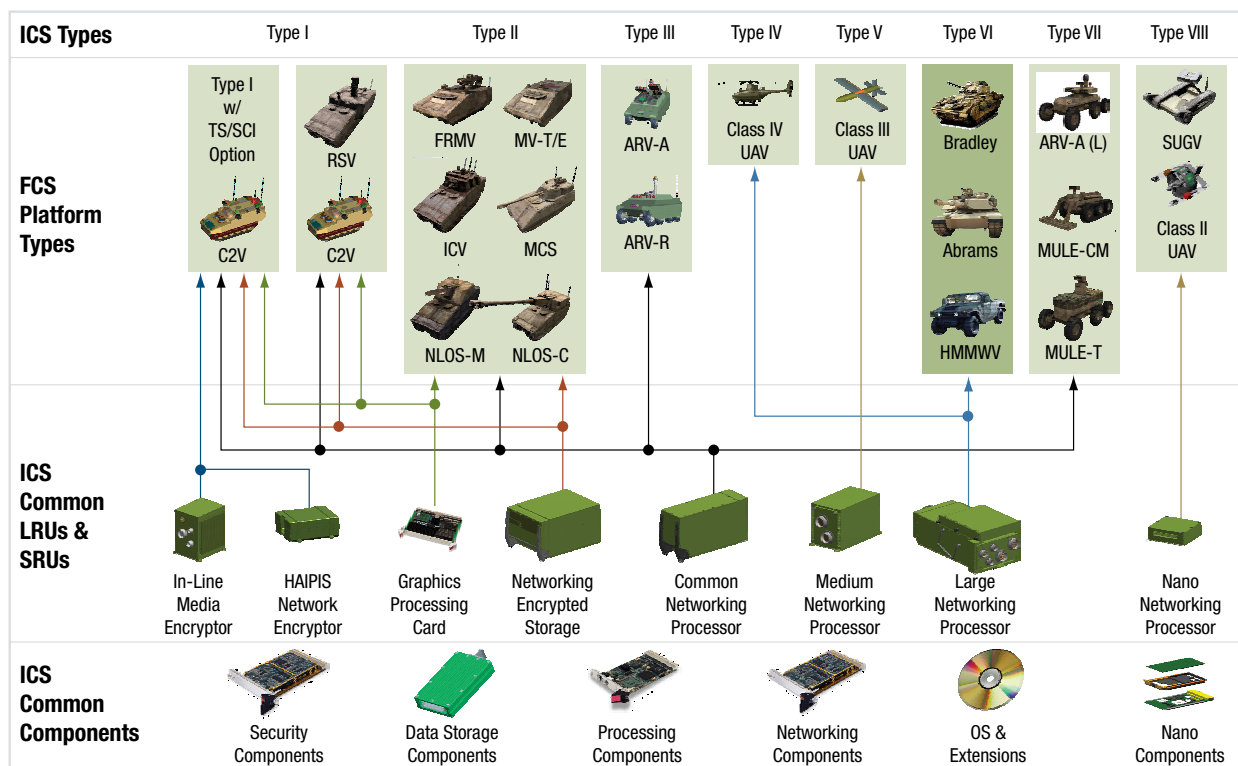 ICS Types
Type I
Type II
Type III
Type IV
Type V
Type VI
Type VII
Type VIII
FCS
Platform
Types
Type I
w/
TS/SCI
Option
C2V
RSV
C2V
FRMV
MV-T/E
ICV
MCS
NLOS-M
NLOS-C
ARV-A
ARV-R
Class IV
UAV
Class III
UAV
Bradley
Abrams
HMMWV
ARV-A (L)
MULE-CM
MULE-T
SUGV
Class II
UAV
ICS
Common
LRUs &
SRUs
In-Line
Media
Encryptor
HAIPIS
Network
Encryptor
Graphics
Processing
Card
Networking
Encrypted
Storage
Common
Networking
Processor
Medium
Networking
Processor
Large
Networking
Processor
Nano
Networking
Processor
ICS
Common
Components
Security
Components
Data Storage
Components
Processing
Components
Networking
Components
OS &
Extensions
Nano
Components